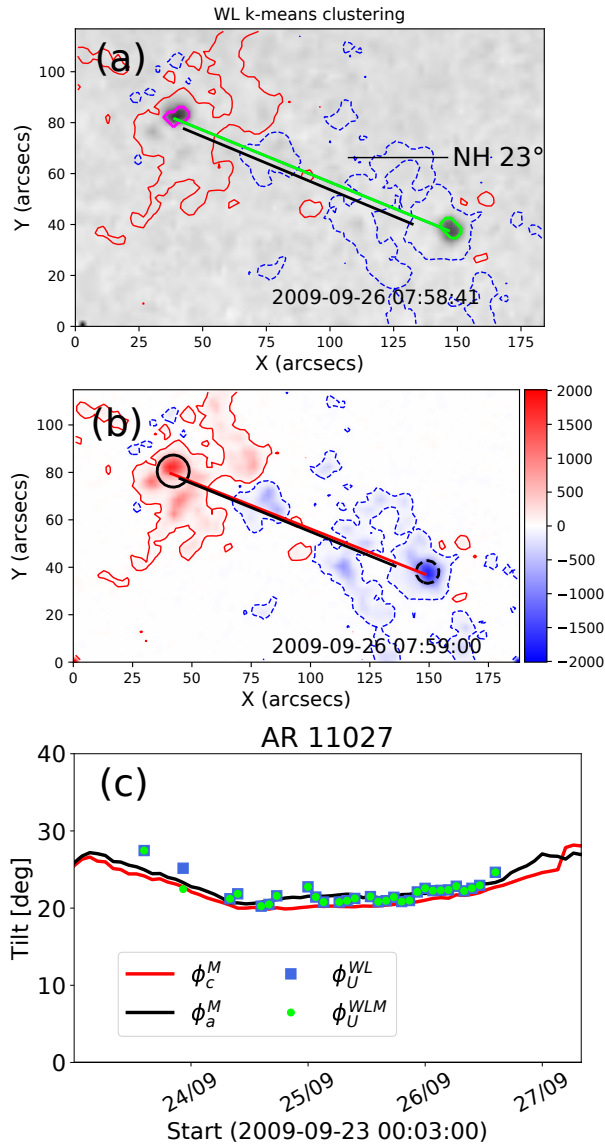 WL k-means clustering
(a)
100
80
60
40
20
0
Y (arcsecs)
NH 23°
2009-09-26 07:58:41
0 25 50 75 100 125 150 175
X (arcsecs)
(b)
100
80
60
40
20
0
Y (arcsecs)
2009-09-26 07:59:00
0 25 50 75 100 125 150 175
X (arcsecs)
2000
1500
1000
500
0
−500
−1000
−1500
−2000
AR 11027
(c)
40
30
20
10
0
Tilt [deg]
ϕ_c^M ϕ_U^WL
ϕ_a^M ϕ_U^WLM
24/09 25/09 26/09 27/09
Start (2009-09-23 00:03:00)